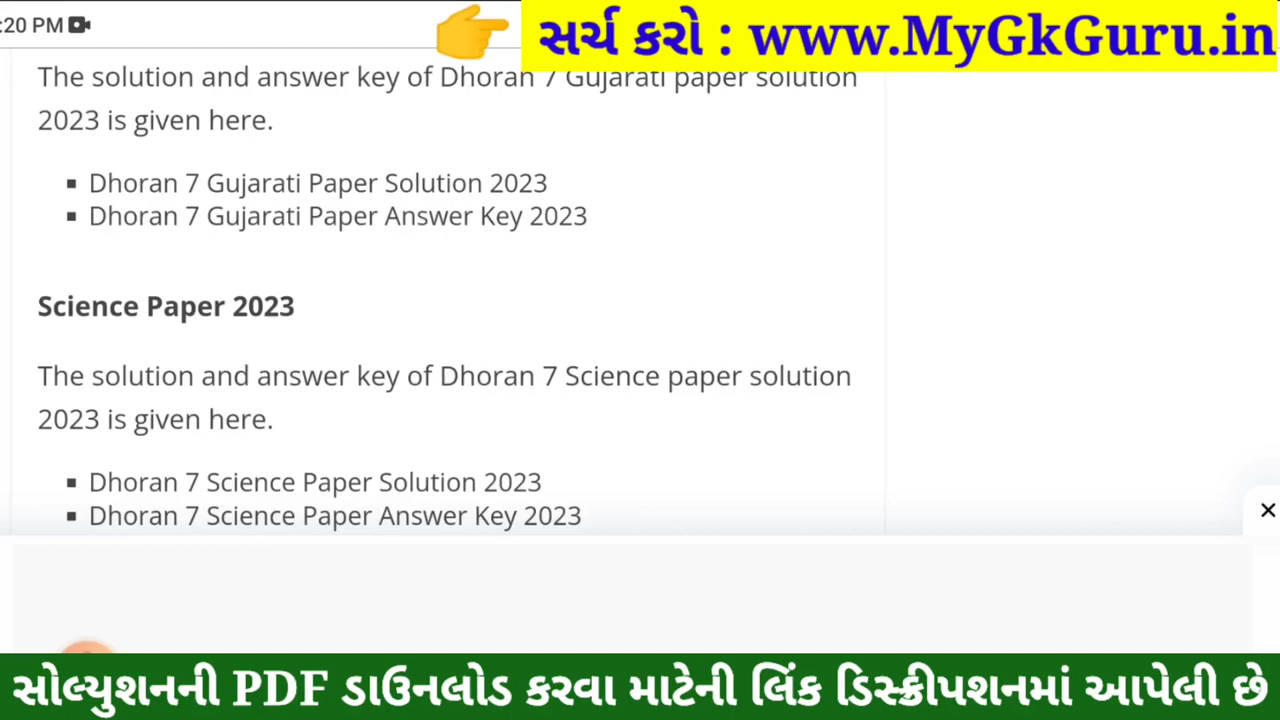 :20 PM
સર્ચ કરો : www.MyGkGuru.in
The solution and answer key of Dhoran 7 Gujarati paper solution
2023 is given here.
Dhoran 7 Gujarati Paper Solution 2023
Dhoran 7 Gujarati Paper Answer Key 2023
Science Paper 2023
The solution and answer key of Dhoran 7 Science paper solution
2023 is given here.
Dhoran 7 Science Paper Solution 2023
Dhoran 7 Science Paper Answer Key 2023
સોલ્યુશનની PDF ડાઉનલોડ કરવા માટેની લિંક ડિસ્ક્રીપશનમાં આપેલી છે